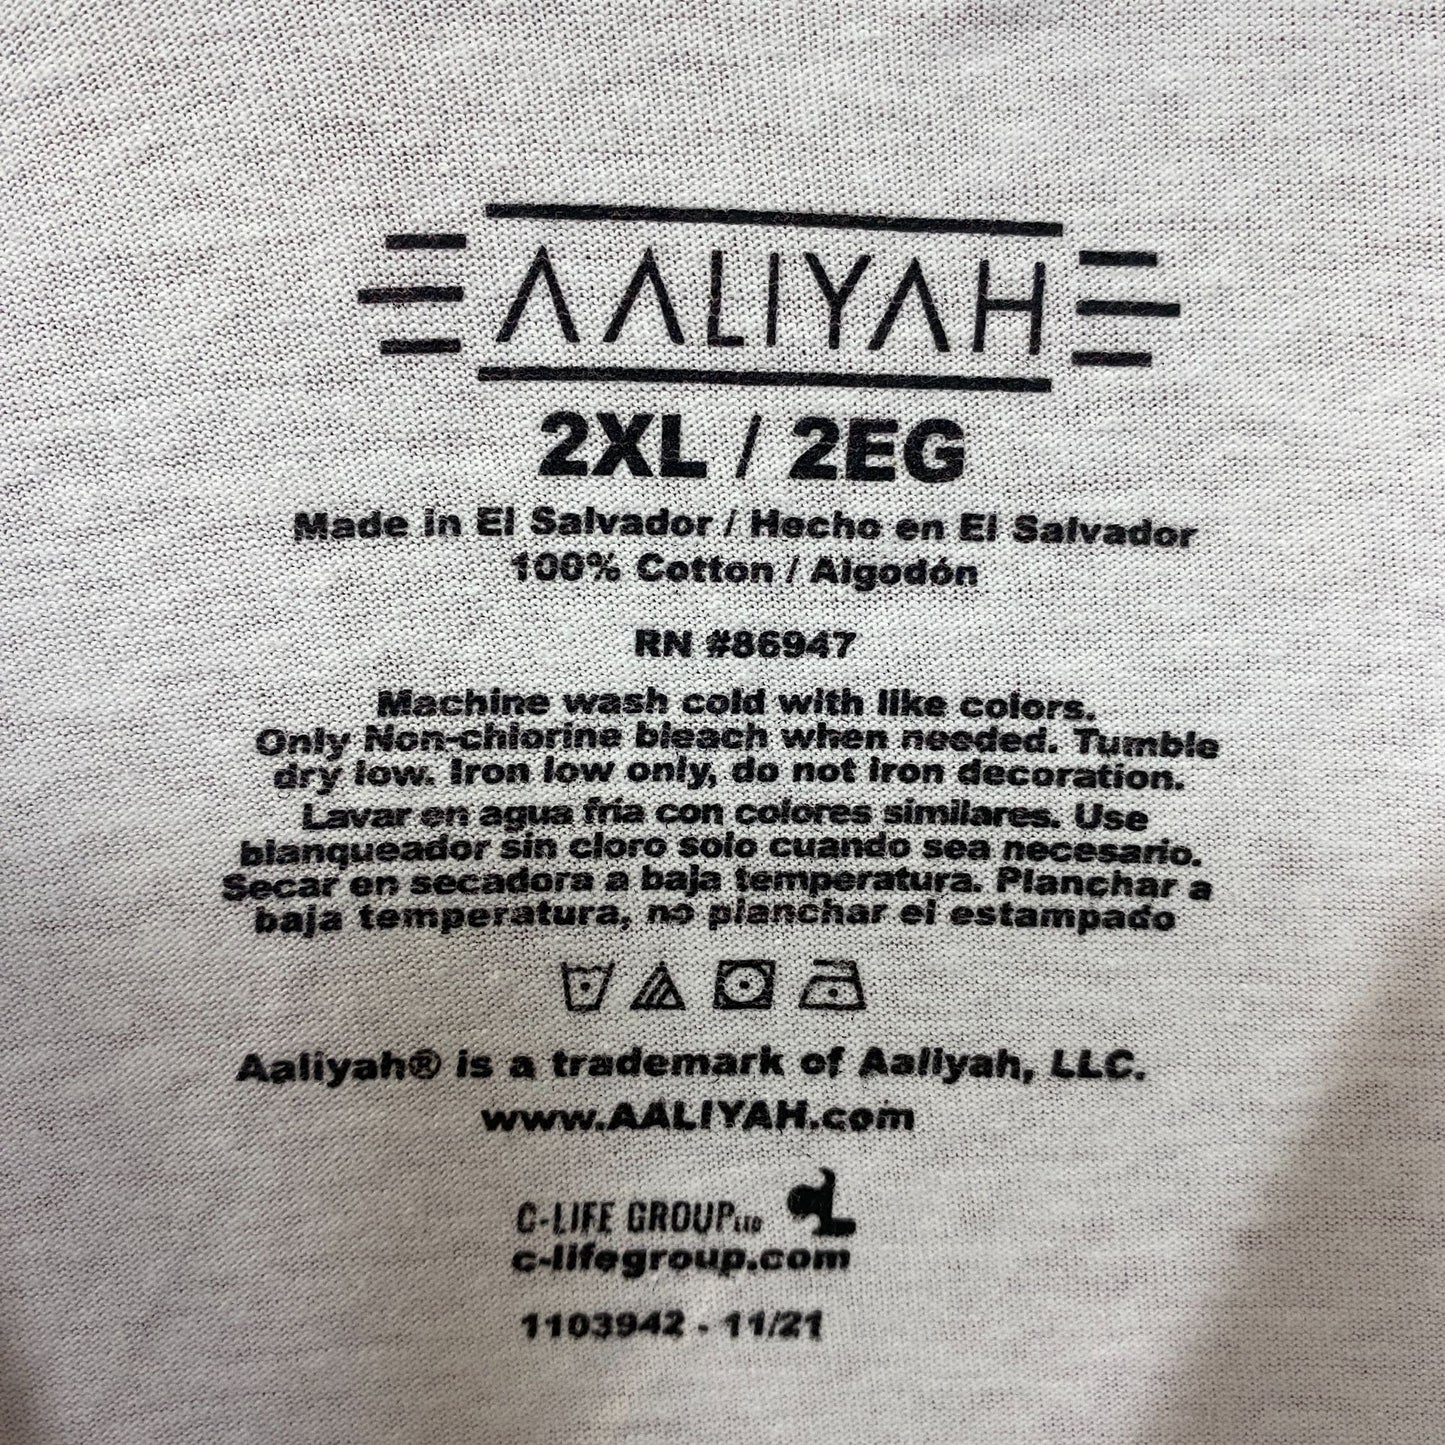 AALIYAH
2XL / 2EG
Made in El Salvador / Hecho en El Salvador
100% Cotton / Algodón
RN #86947
Machine wash cold with like colors.
Only Non-chlorine bleach when needed. Tumble
dry low. Iron low only, do not iron decoration.
Lavar en agua fría con colores similares. Use
blanqueador sin cloro solo cuando sea necesario.
Secar en secadora a baja temperatura. Planchar a
baja temperatura, no planchar el estampado
Aaliyah® is a trademark of Aaliyah, LLC.
www.AALIYAH.com
C-LIFE GROUP LTD
c-lifegroup.com
1103942 - 11/21